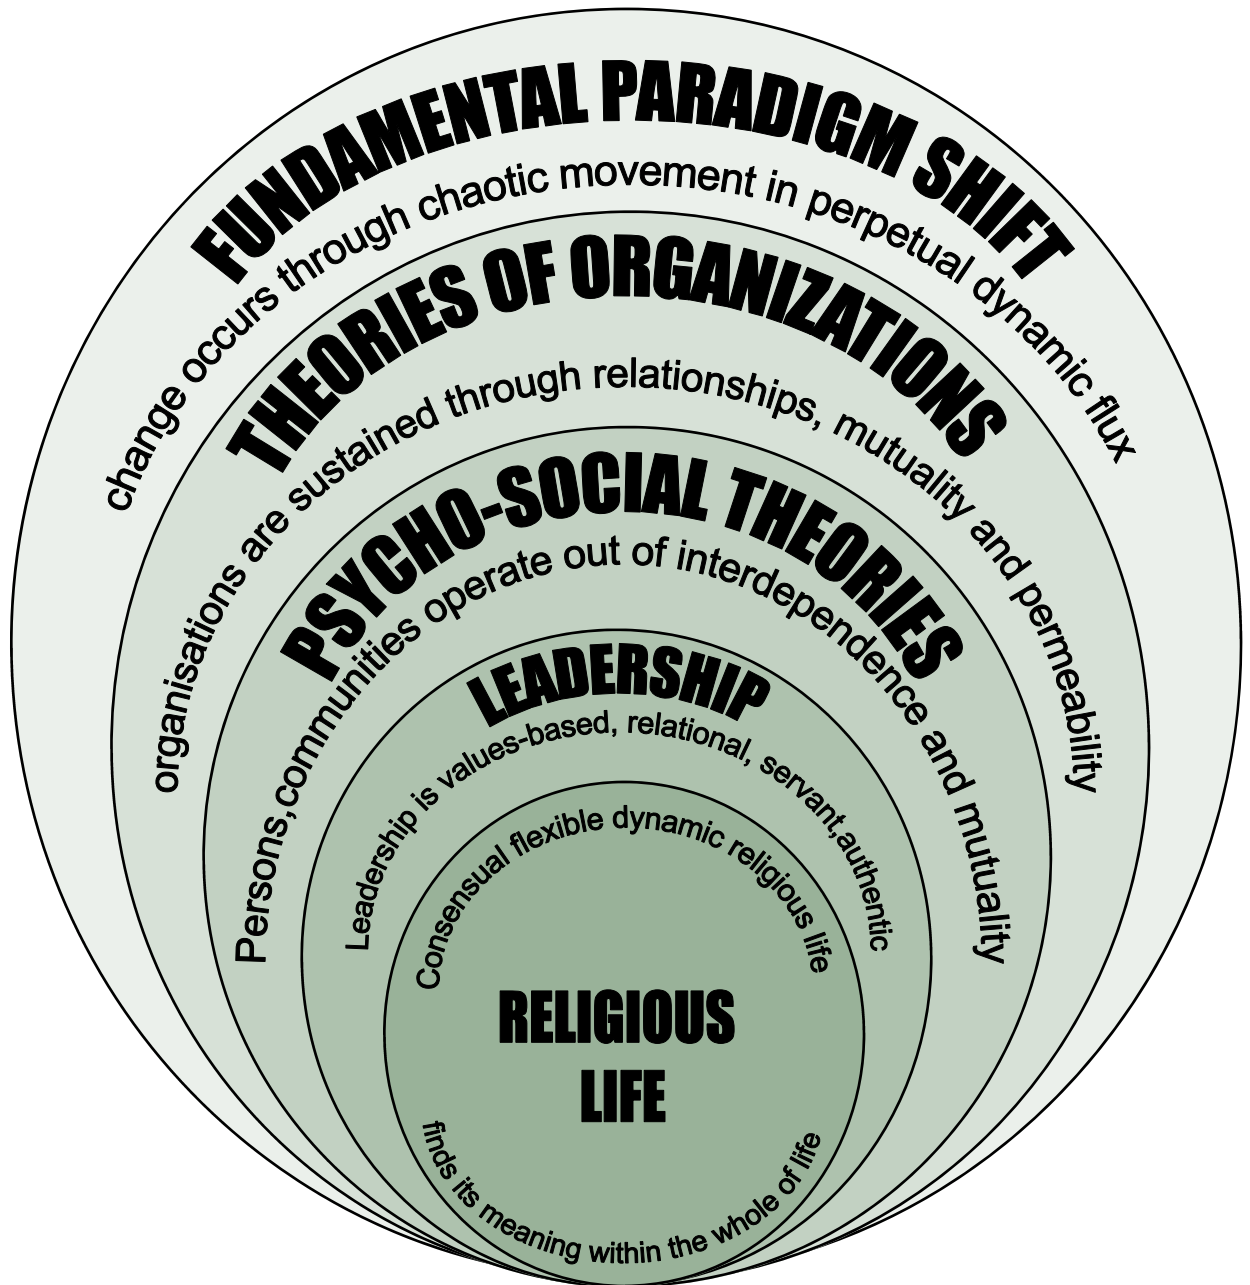 FUNDAMENTAL PARADIGM SHIFT
change occurs through chaotic movement in perpetual dynamic flux
THEORIES OF ORGANIZATIONS
organisations are sustained through relationships, mutuality and permeability
PSYCHO-SOCIAL THEORIES
Persons,communities operate out of interdependence and mutuality
LEADERSHIP
Leadership is values-based, relational, servant,authentic
Consensual flexible dynamic religious life
RELIGIOUS
LIFE
finds its meaning within the whole of life